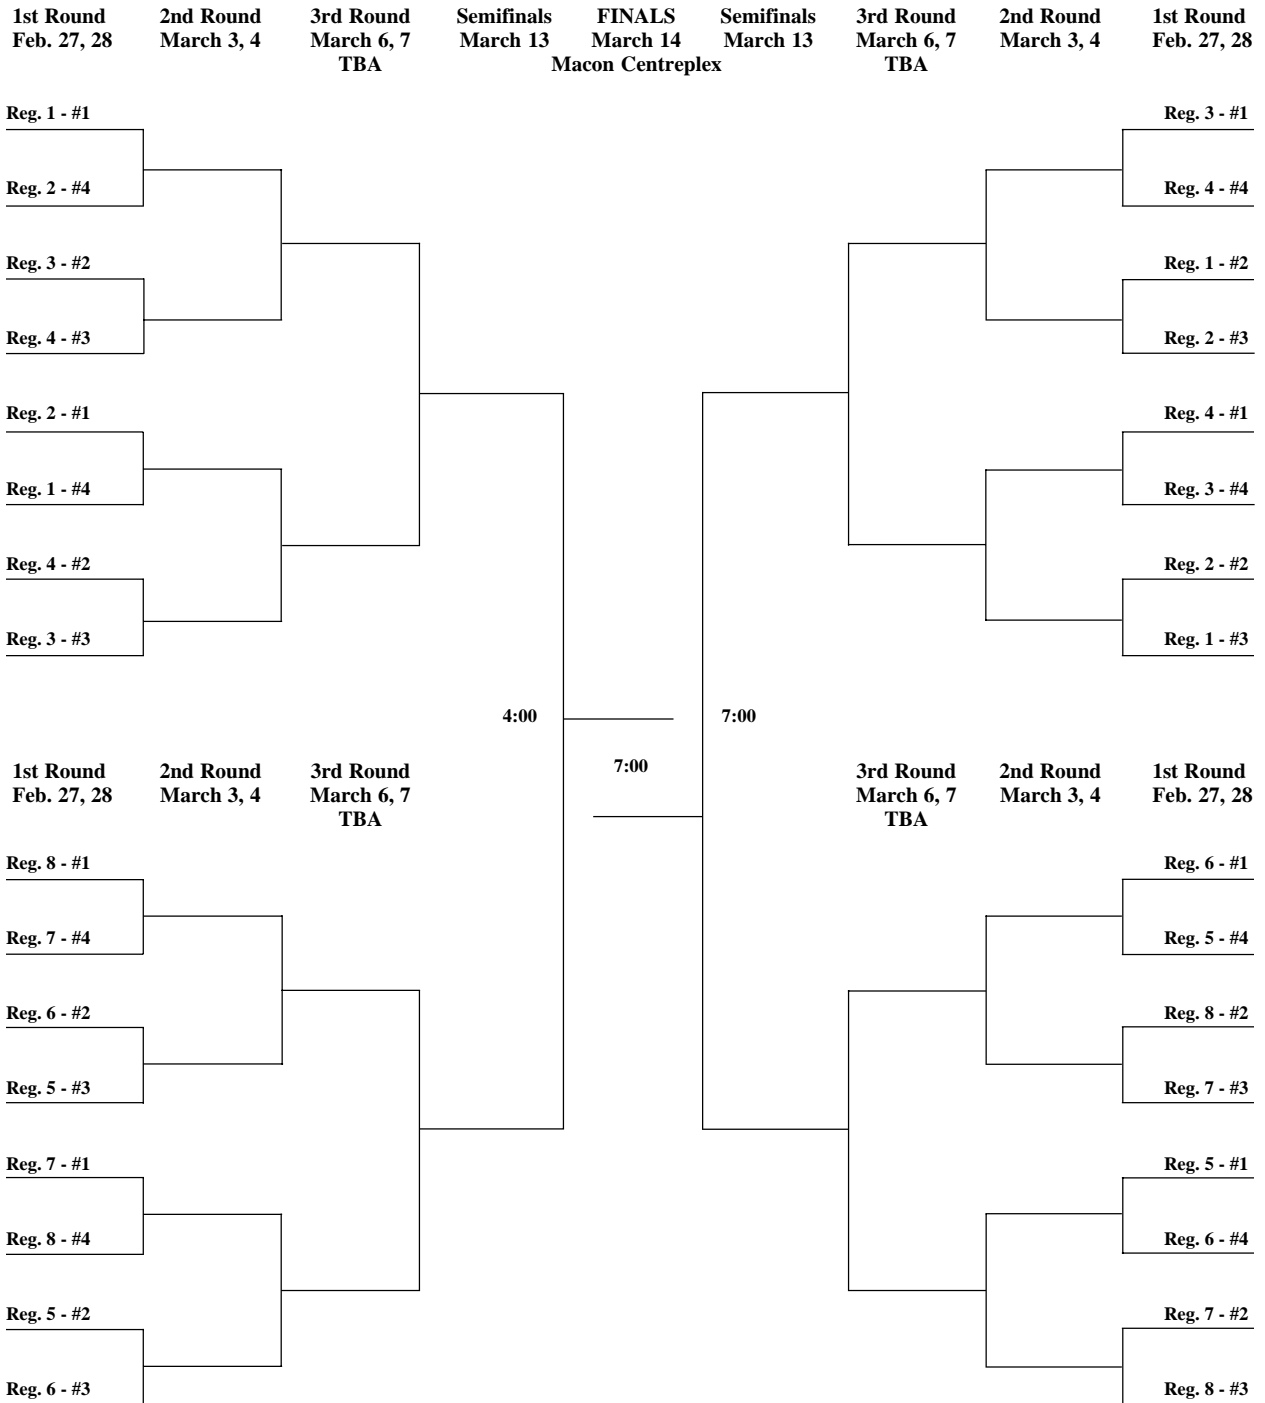 1st Round 2nd Round 3rd Round Semifinals FINALS Semifinals 3rd Round 2nd Round 1st Round
Feb. 27, 28 March 3, 4 March 6, 7 March 13 March 14 March 13 March 6, 7 March 3, 4 Feb. 27, 28
TBA Macon Centreplex TBA
Reg. 1 - #1 Reg. 3 - #1
Reg. 2 - #4 Reg. 4 - #4
Reg. 3 - #2 Reg. 1 - #2
Reg. 4 - #3 Reg. 2 - #3
Reg. 2 - #1 Reg. 4 - #1
Reg. 1 - #4 Reg. 3 - #4
Reg. 4 - #2 Reg. 2 - #2
Reg. 3 - #3 Reg. 1 - #3
4:00 7:00
7:00
1st Round 2nd Round 3rd Round 3rd Round 2nd Round 1st Round
Feb. 27, 28 March 3, 4 March 6, 7 March 6, 7 March 3, 4 Feb. 27, 28
TBA TBA
Reg. 8 - #1 Reg. 6 - #1
Reg. 7 - #4 Reg. 5 - #4
Reg. 6 - #2 Reg. 8 - #2
Reg. 5 - #3 Reg. 7 - #3
Reg. 7 - #1 Reg. 5 - #1
Reg. 8 - #4 Reg. 6 - #4
Reg. 5 - #2 Reg. 7 - #2
Reg. 6 - #3 Reg. 8 - #3